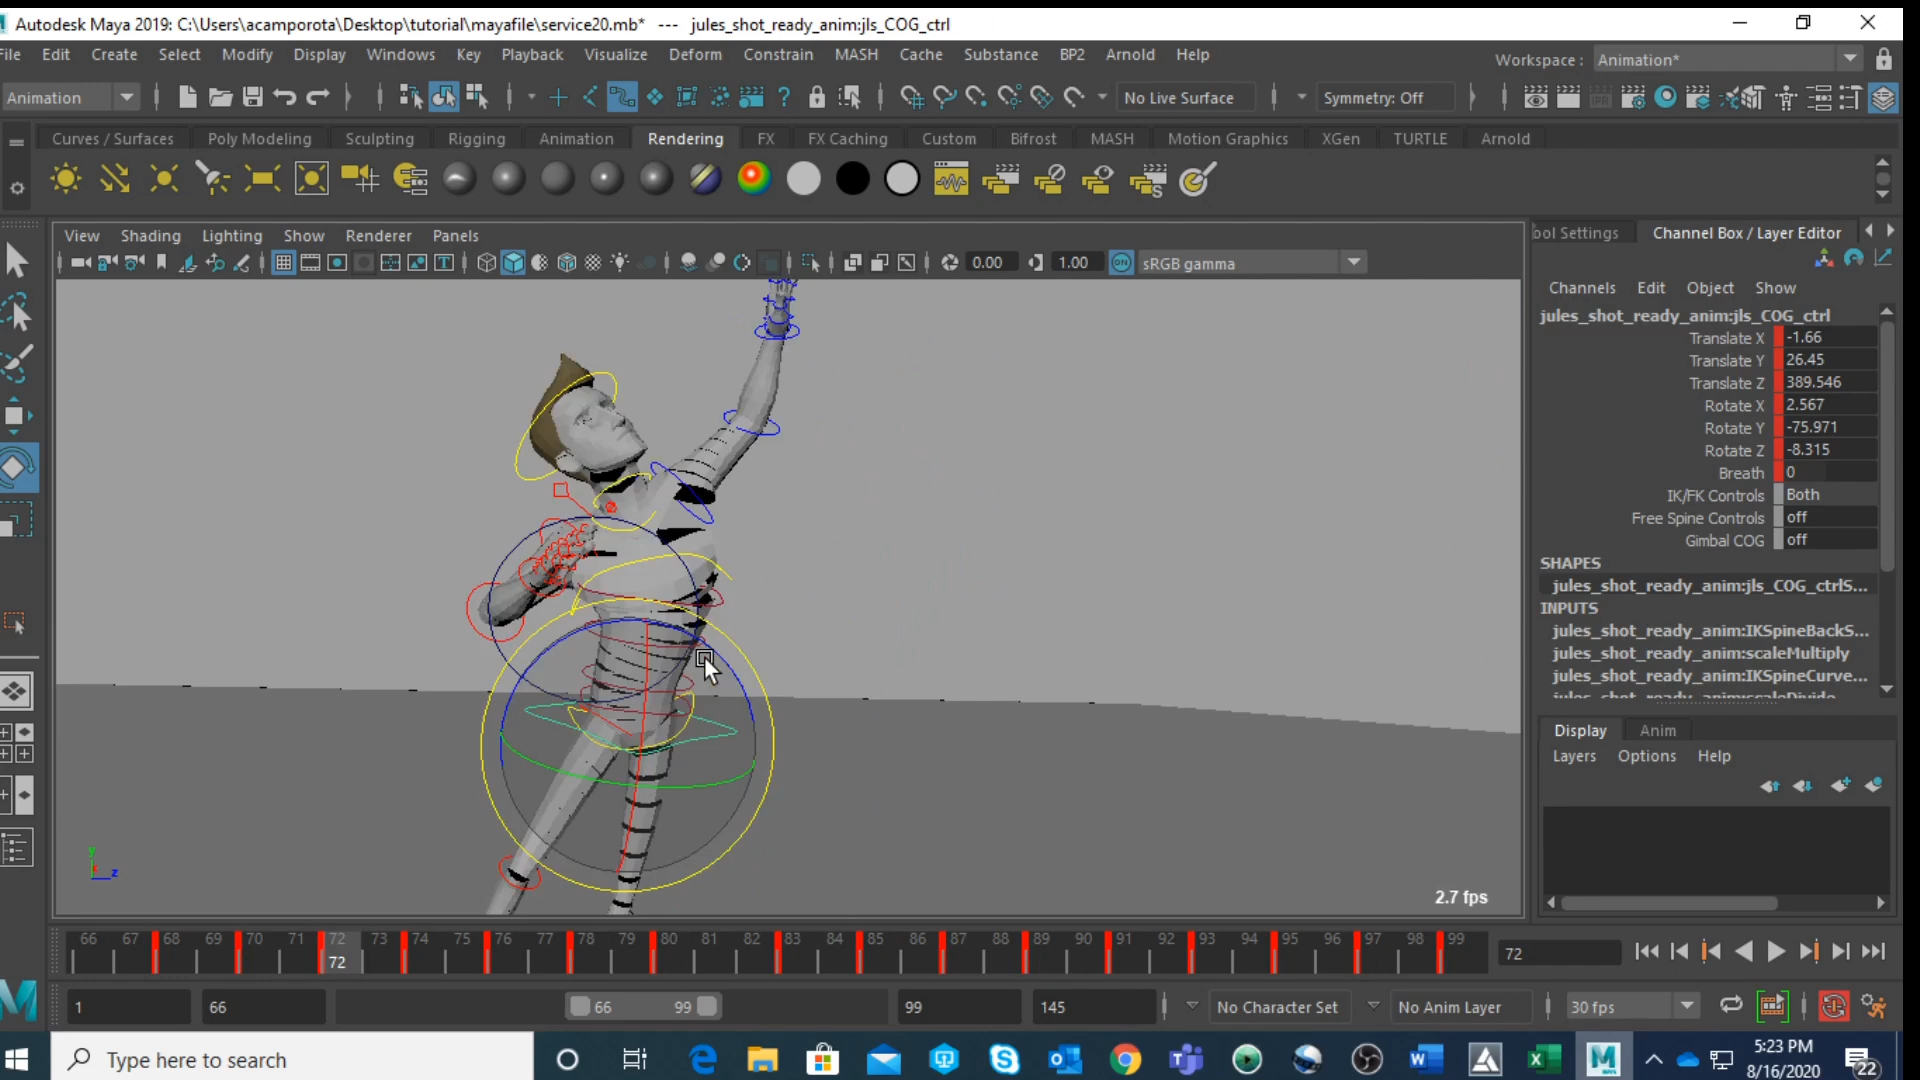 Autodesk Maya 2019: C:\Users\acamporota\Desktop\tutorial\mayafile\service20.mb*   ---   jules_shot_ready_anim:jls_COG_ctrl
File Edit Create Select Modify Display Windows Key Playback Visualize Deform Constrain MASH Cache Substance BP2 Arnold Help
Workspace : Animation*
Animation No Live Surface Symmetry: Off
Curves / Surfaces Poly Modeling Sculpting Rigging Animation Rendering FX FX Caching Custom Bifrost MASH Motion Graphics XGen TURTLE Arnold
View Shading Lighting Show Renderer Panels
0.00 1.00 ON sRGB gamma
ool Settings Channel Box / Layer Editor
Channels Edit Object Show
jules_shot_ready_anim:jls_COG_ctrl
Translate X -1.66
Translate Y 26.45
Translate Z 389.546
Rotate X 2.567
Rotate Y -75.971
Rotate Z -8.315
Breath 0
IK/FK Controls Both
Free Spine Controls off
Gimbal COG off
SHAPES
jules_shot_ready_anim:jls_COG_ctrlS...
INPUTS
jules_shot_ready_anim:IKSpineBackS...
jules_shot_ready_anim:scaleMultiply
jules_shot_ready_anim:IKSpineCurve...
jules_shot_ready_anim:scaleDivide
Display Anim
Layers Options Help
y
z
2.7 fps
66 67 68 69 70 71 72 73 74 75 76 77 78 79 80 81 82 83 84 85 86 87 88 89 90 91 92 93 94 95 96 97 98 99
72
72
1 66 66 99 99 145 No Character Set No Anim Layer 30 fps
Type here to search
5:23 PM
8/16/2020
22